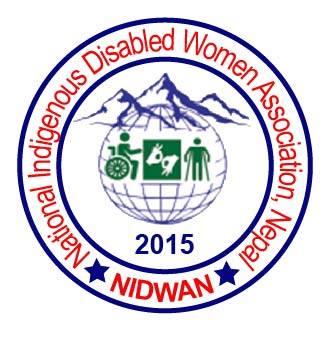 National Indigenous Disabled Women Association, Nepal
2015
NIDWAN